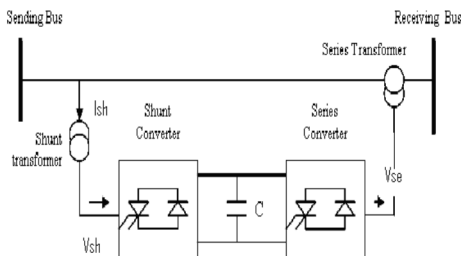 Sending Bus
Receiving Bus
Series Transformer
Ish
Shunt
Converter
Series
Converter
Shunt
transformer
Vse
C
Vsh